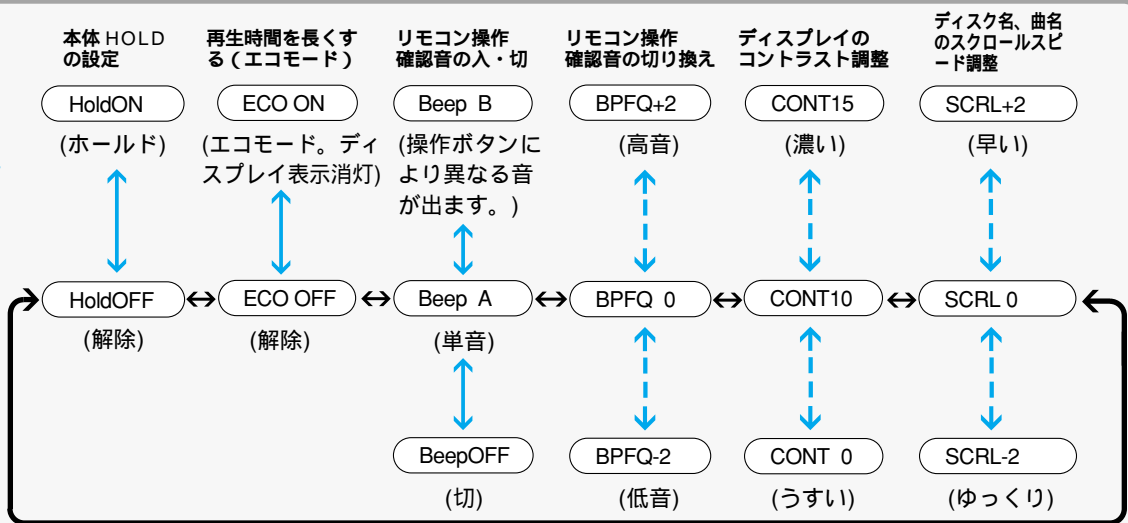 本体 HOLD
の設定
再生時間を長くす
る（エコモード）
リモコン操作
確認音の入・切
リモコン操作
確認音の切り換え
ディスプレイの
コントラスト調整
ディスク名、曲名
のスクロールスピ
ード調整
HoldON
(ホールド)
ECO ON
(エコモード。ディ
スプレイ表示消灯)
Beep B
(操作ボタンに
より異なる音
が出ます。)
BPFQ+2
(高音)
CONT15
(濃い)
SCRL+2
(早い)
HoldOFF
(解除)
ECO OFF
(解除)
Beep A
(単音)
BPFQ 0
CONT10
SCRL 0
BeepOFF
(切)
BPFQ-2
(低音)
CONT 0
(うすい)
SCRL-2
(ゆっくり)